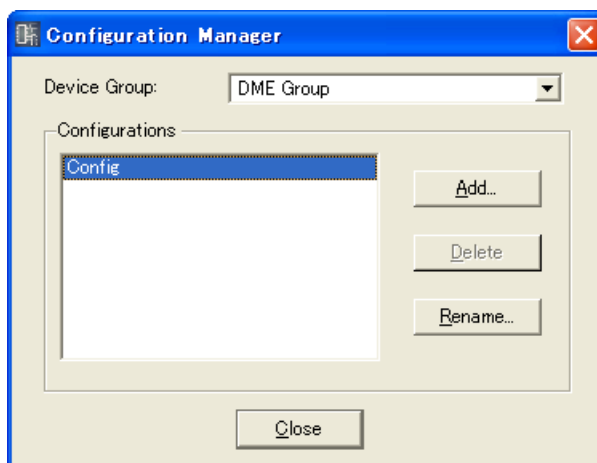 Configuration Manager
Device Group: DME Group
Configurations
Config
Add...
Delete
Rename...
Close